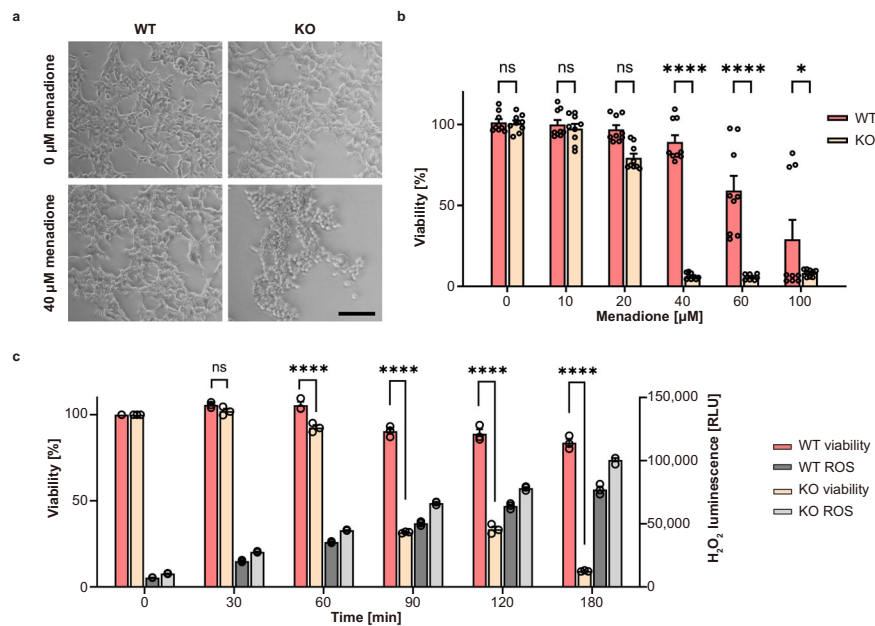 a
WT KO
0 µM menadione
40 µM menadione
b
ns ns ns **** **** *
WT
KO
100
50
0
Viability [%]
0 10 20 40 60 100
Menadione [µM]
c
ns **** **** **** ****
100
50
0
Viability [%]
150,000
100,000
50,000
0
H₂O₂ luminescence [RLU]
0 30 60 90 120 180
Time [min]
WT viability
WT ROS
KO viability
KO ROS